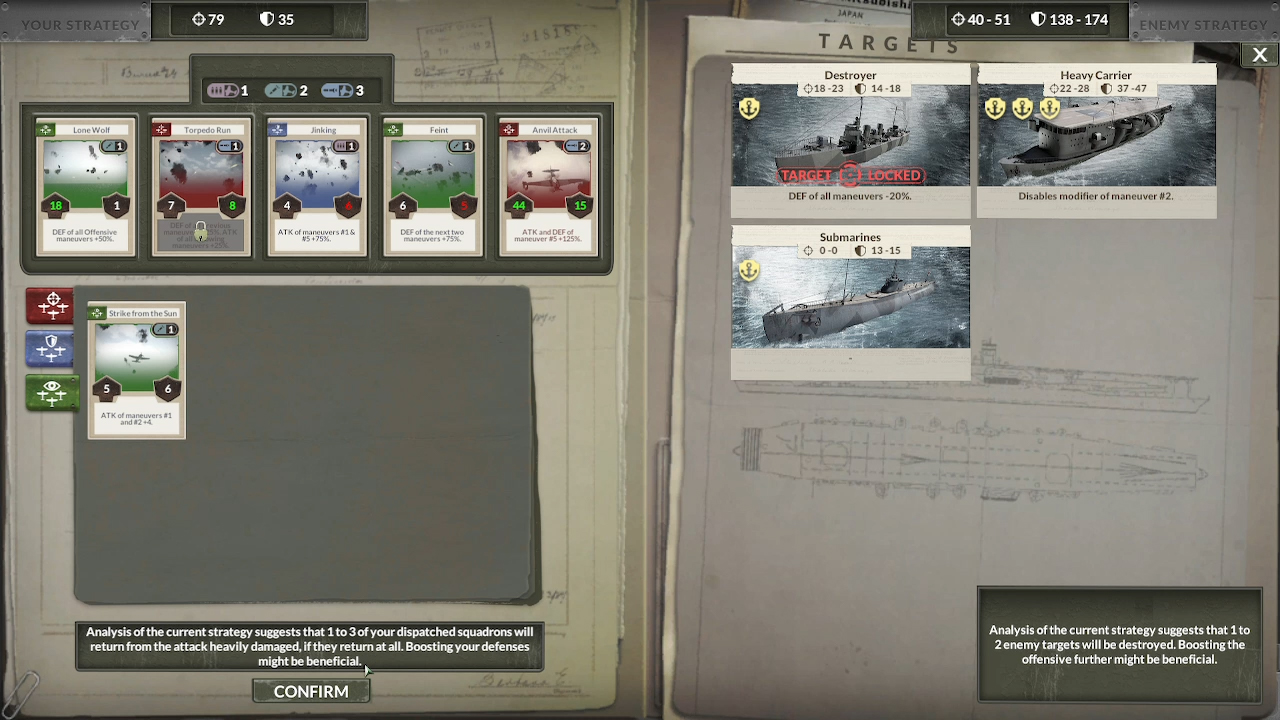 YOUR STRATEGY
79
35
JAPAN
TARGETS
40 - 51
138 - 174
ENEMY STRATEGY
X
1
2
3
Lone Wolf
1
18
1
DEF of all Offensive
maneuvers +50%.
Torpedo Run
1
7
8
Jinking
1
4
ATK of maneuvers #1 &
#5 +75%.
Feint
1
6
5
DEF of the next two
maneuvers +75%.
Anvil Attack
2
44
15
ATK and DEF of
maneuver #5 +125%.
Strike from the Sun
1
5
6
ATK of maneuvers #1
and #2 +4.
Destroyer
18 - 23
14 - 18
TARGET LOCKED
DEF of all maneuvers -20%.
Heavy Carrier
22 - 28
37 - 47
Disables modifier of maneuver #2.
Submarines
0 - 0
13 - 15
Analysis of the current strategy suggests that 1 to 3 of your dispatched squadrons will
return from the attack heavily damaged, if they return at all. Boosting your defenses
might be beneficial.
CONFIRM
Analysis of the current strategy suggests that 1 to
2 enemy targets will be destroyed. Boosting the
offensive further might be beneficial.